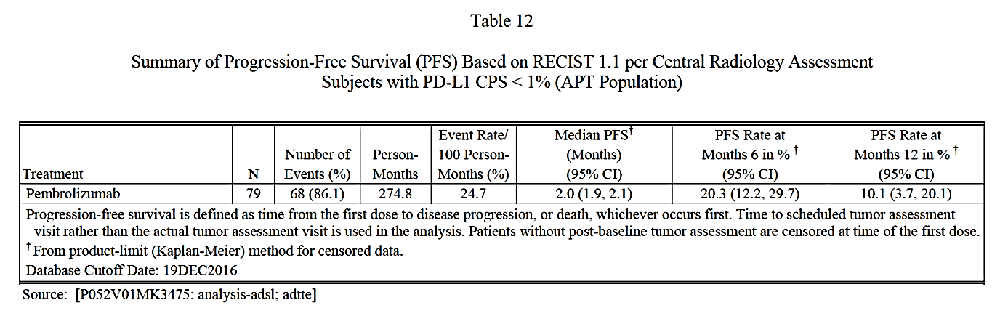 Table 12
Summary of Progression-Free Survival (PFS) Based on RECIST 1.1 per Central Radiology Assessment
Subjects with PD-L1 CPS < 1% (APT Population)
Treatment N Number of Events (%) Person-Months Event Rate/ 100 Person-Months (%) Median PFS† (Months) (95% CI) PFS Rate at Months 6 in % † (95% CI) PFS Rate at Months 12 in % † (95% CI)
Pembrolizumab 79 68 (86.1) 274.8 24.7 2.0 (1.9, 2.1) 20.3 (12.2, 29.7) 10.1 (3.7, 20.1)
Progression-free survival is defined as time from the first dose to disease progression, or death, whichever occurs first. Time to scheduled tumor assessment
visit rather than the actual tumor assessment visit is used in the analysis. Patients without post-baseline tumor assessment are censored at time of the first dose.
† From product-limit (Kaplan-Meier) method for censored data.
Database Cutoff Date: 19DEC2016
Source: [P052V01MK3475: analysis-adsl; adtte]